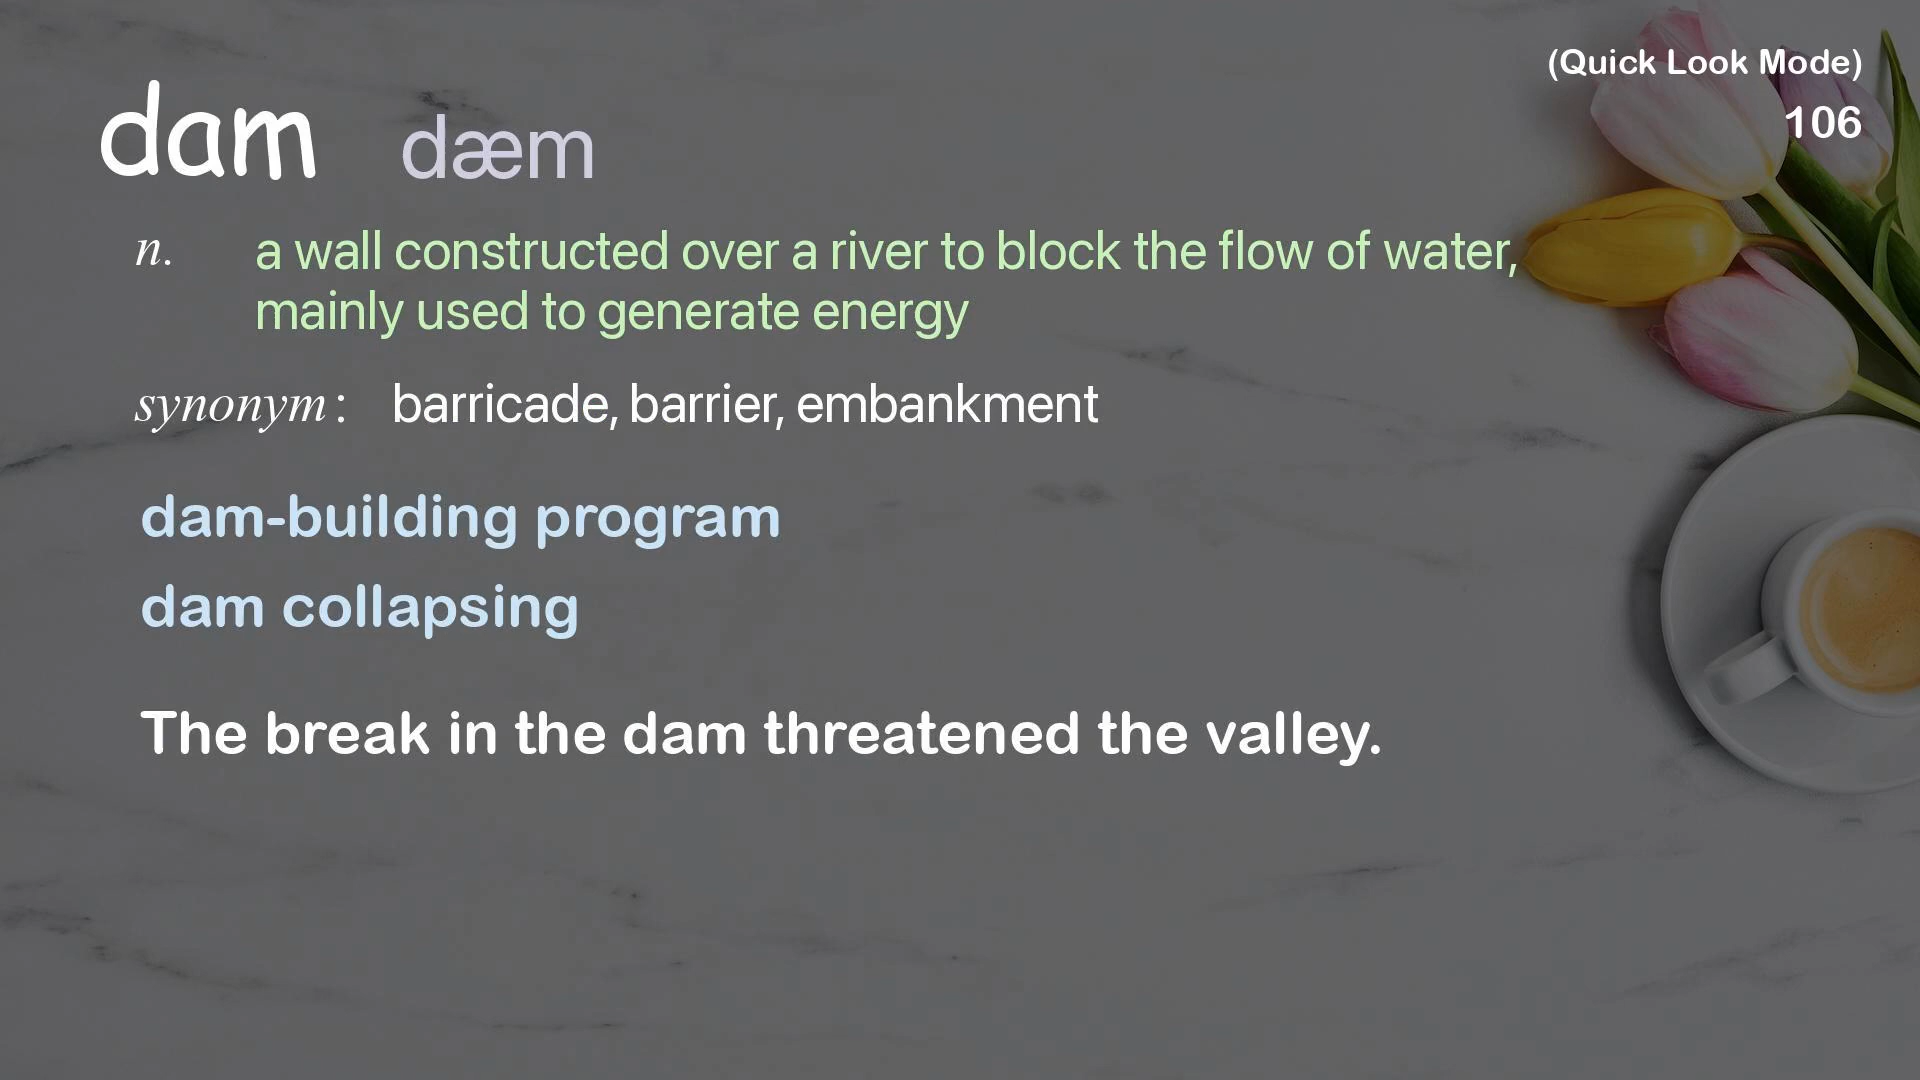 (Quick Look Mode)
106
dam dæm
n. a wall constructed over a river to block the flow of water,
mainly used to generate energy
synonym : barricade, barrier, embankment
dam-building program
dam collapsing
The break in the dam threatened the valley.